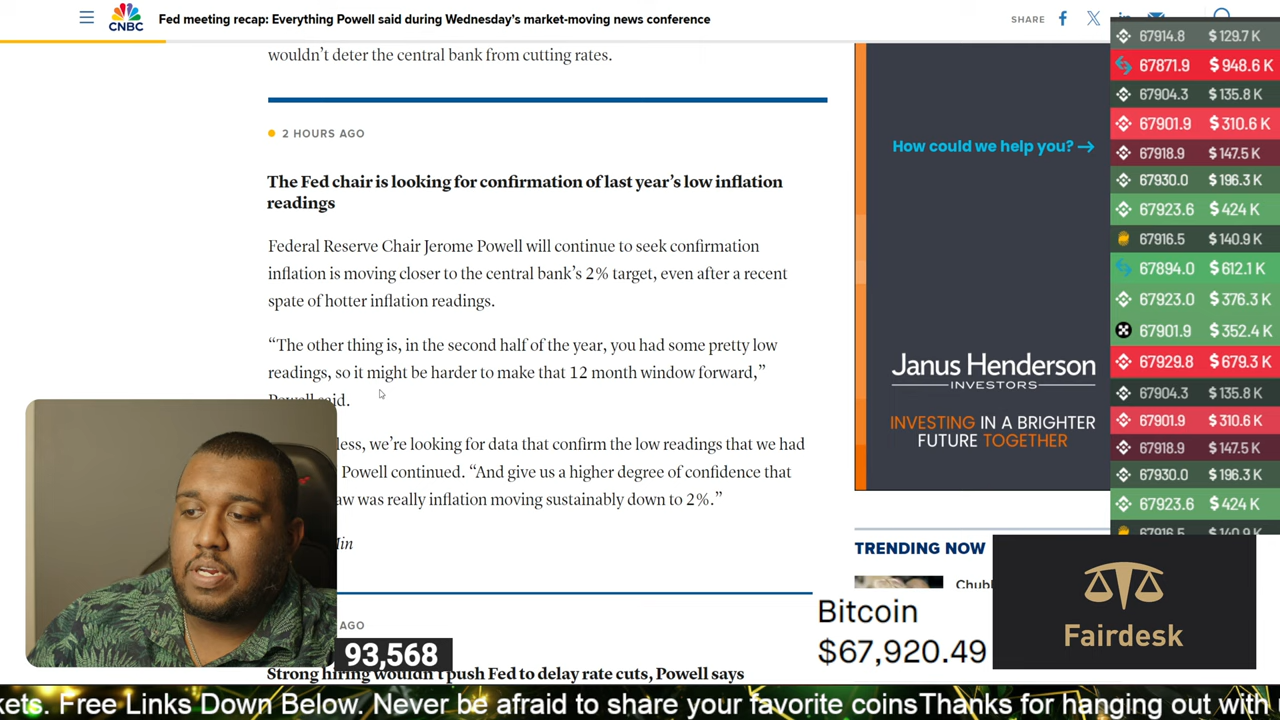 CNBC
Fed meeting recap: Everything Powell said during Wednesday's market-moving news conference
SHARE
wouldn't deter the central bank from cutting rates.
2 HOURS AGO
The Fed chair is looking for confirmation of last year's low inflation
readings
Federal Reserve Chair Jerome Powell will continue to seek confirmation
inflation is moving closer to the central bank's 2% target, even after a recent
spate of hotter inflation readings.
“The other thing is, in the second half of the year, you had some pretty low
readings, so it might be harder to make that 12 month window forward,”
Powell said.
less, we're looking for data that confirm the low readings that we had
Powell continued. “And give us a higher degree of confidence that
aw was really inflation moving sustainably down to 2%.”
Min
AGO
Strong hiring wouldn't push Fed to delay rate cuts, Powell says
How could we help you? →
Janus Henderson
INVESTORS
INVESTING IN A BRIGHTER
FUTURE TOGETHER
TRENDING NOW
Chubb
67914.8 $129.7 K
67871.9 $948.6 K
67904.3 $135.8 K
67901.9 $310.6 K
67918.9 $147.5 K
67930.0 $196.3 K
67923.6 $424 K
67916.5 $140.9 K
67894.0 $612.1 K
67923.0 $376.3 K
67901.9 $352.4 K
67929.8 $679.3 K
67904.3 $135.8 K
67901.9 $310.6 K
67918.9 $147.5 K
67930.0 $196.3 K
67923.6 $424 K
67916.5 $140.9 K
Bitcoin
$67,920.49
Fairdesk
93,568
kets. Free Links Down Below. Never be afraid to share your favorite coinsThanks for hanging out with